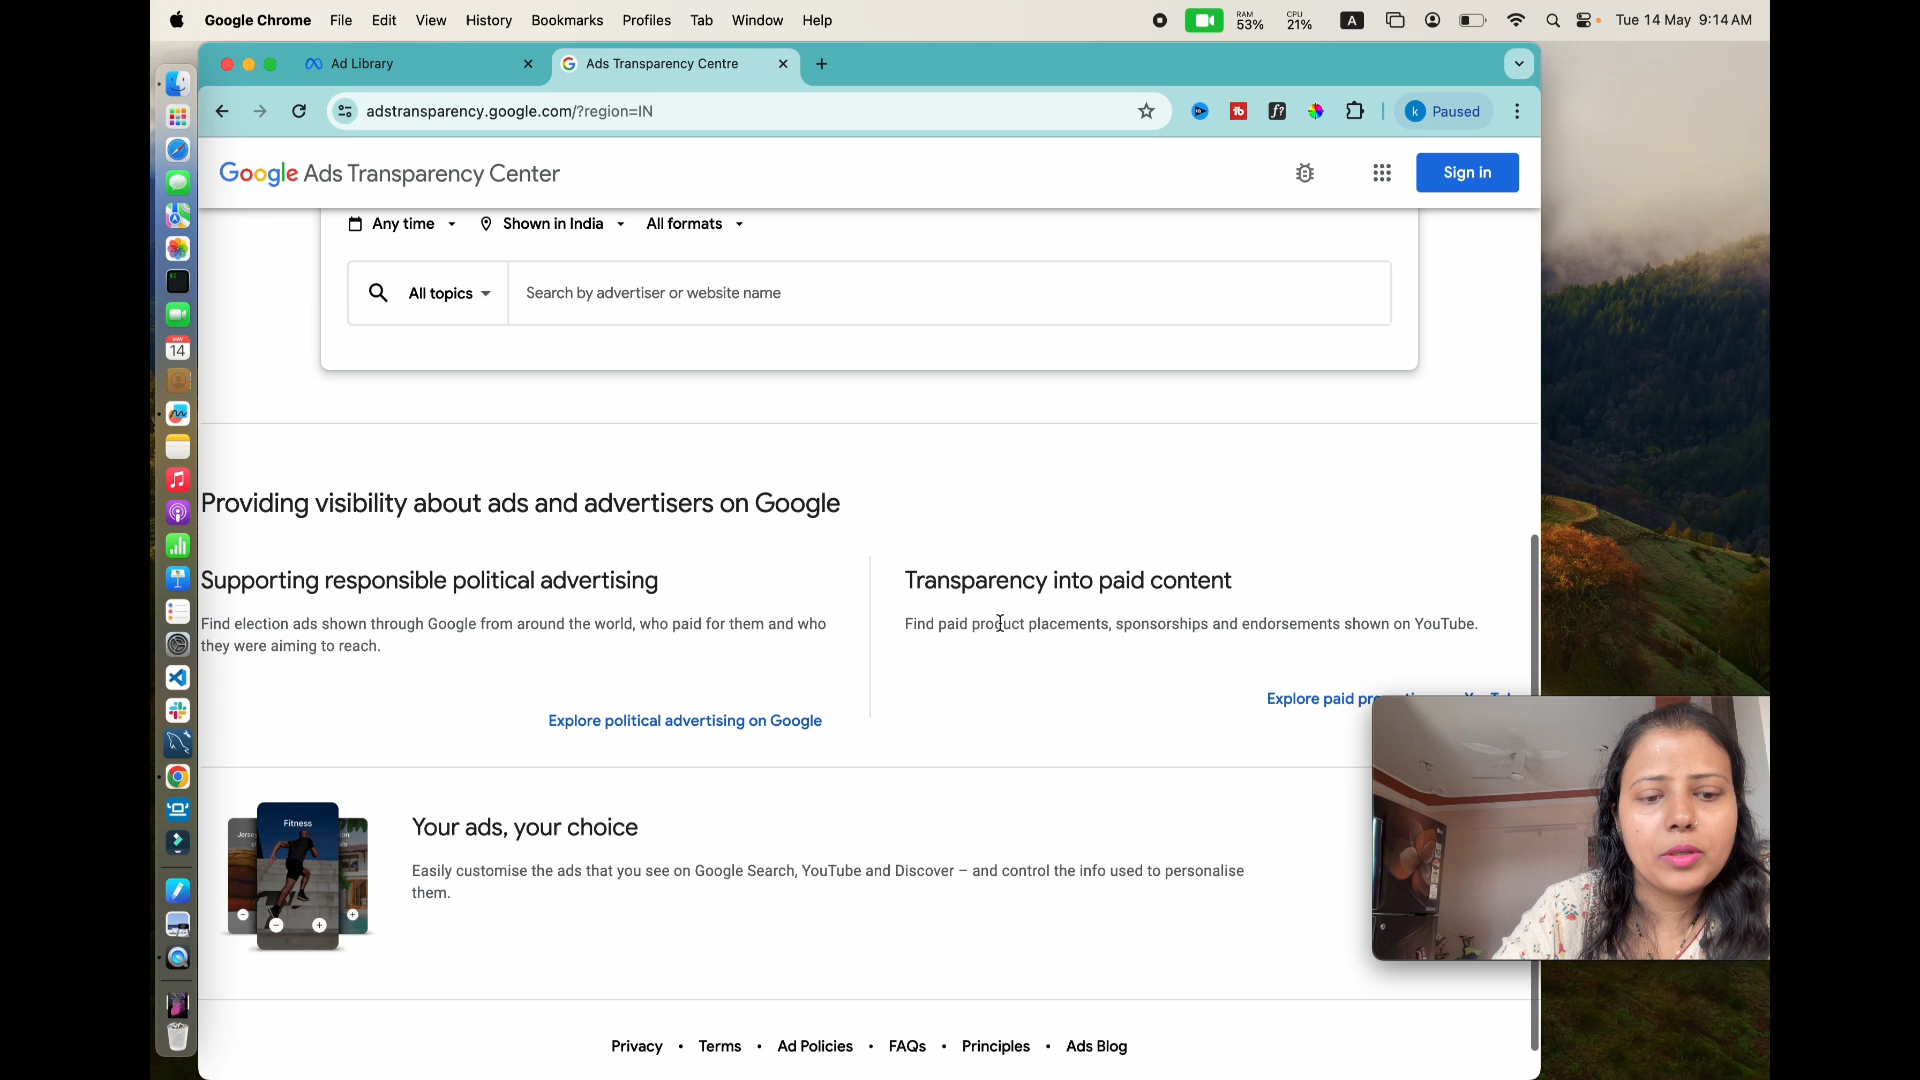 Google Chrome File Edit View History Bookmarks Profiles Tab Window Help
RAM 53% CPU 21% A Tue 14 May 9:14 AM
Ad Library
Ads Transparency Centre
adstransparency.google.com/?region=IN
k Paused
Google Ads Transparency Center
Sign in
Any time Shown in India All formats
All topics Search by advertiser or website name
MAY
14
Providing visibility about ads and advertisers on Google
Supporting responsible political advertising
Find election ads shown through Google from around the world, who paid for them and who
they were aiming to reach.
Explore political advertising on Google
Transparency into paid content
Find paid product placements, sponsorships and endorsements shown on YouTube.
Explore paid
Fitness
Your ads, your choice
Easily customise the ads that you see on Google Search, YouTube and Discover – and control the info used to personalise
them.
Privacy • Terms • Ad Policies • FAQs • Principles • Ads Blog